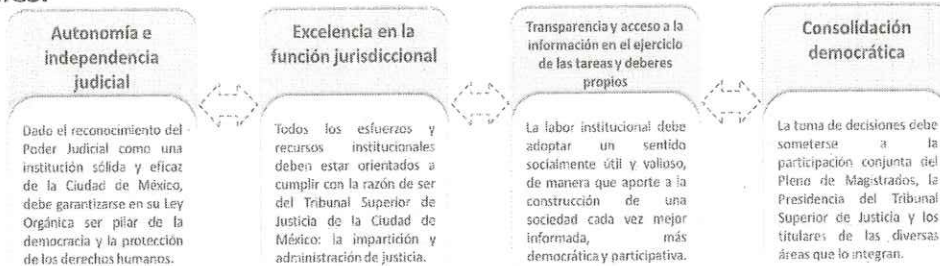 Autonomía e
independencia
judicial
Dado el reconocimiento del
Poder Judicial como una
institución sólida y eficaz
de la Ciudad de México,
debe garantizarse en su Ley
Orgánica ser pilar de la
democracia y la protección
de los derechos humanos.
Excelencia en la
función jurisdiccional
Todos los esfuerzos y
recursos institucionales
deben estar orientados a
cumplir con la razón de ser
del Tribunal Superior de
Justicia de la Ciudad de
México: la impartición y
administración de justicia.
Transparencia y acceso a la
información en el ejercicio
de las tareas y deberes
propios
La labor institucional debe
adoptar un sentido
socialmente útil y valioso,
de manera que aporte a la
construcción de una
sociedad cada vez mejor
informada, más
democrática y participativa.
Consolidación
democrática
La toma de decisiones debe
someterse a la
participación conjunta del
Pleno de Magistrados, la
Presidencia del Tribunal
Superior de Justicia y los
titulares de las diversas
áreas que lo integran.